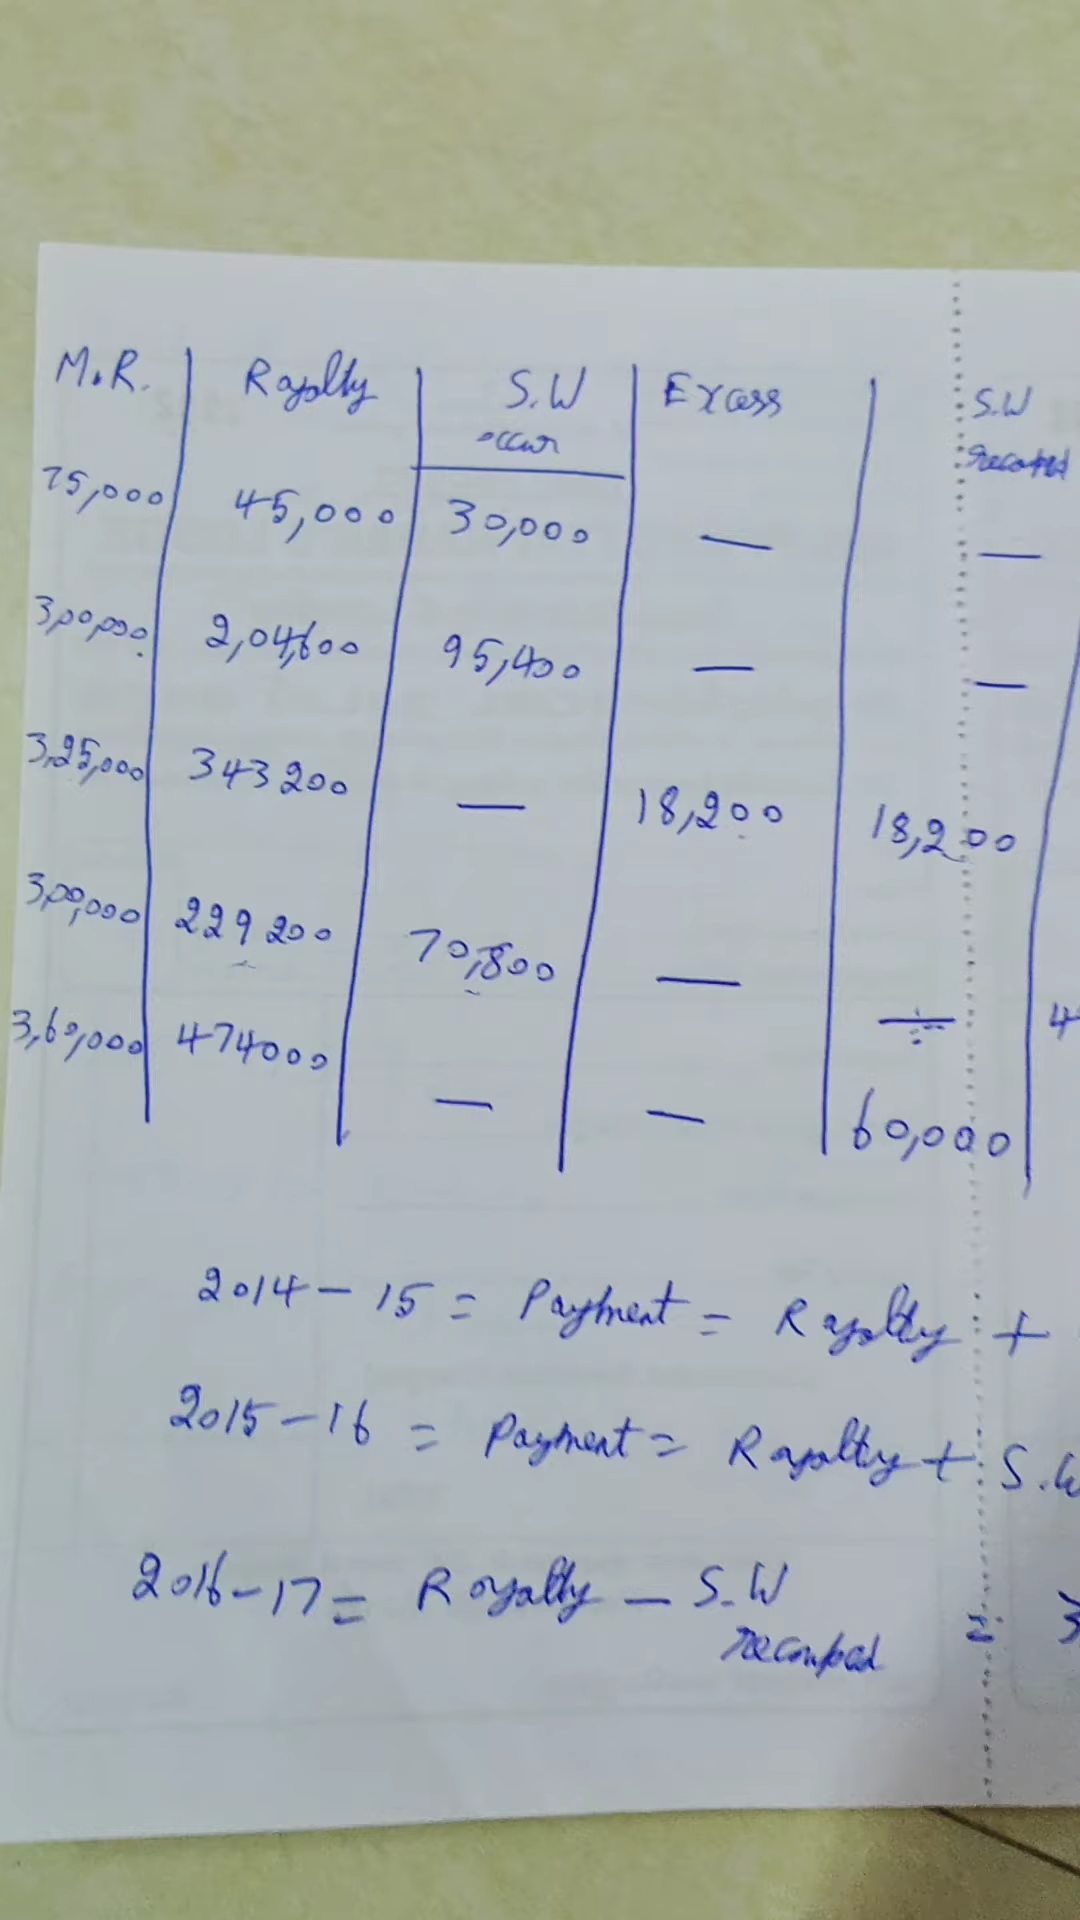 M.R. Royalty S.W Excess S.W
occur recouped
75,000 45,000 30,000 — —
3,00,000 2,04,600 95,400 — —
3,25,000 343200 — 18,200 18,200
3,00,000 229200 70,800 — — 4
3,60,000 474000 — — 60,000
2014-15 = Payment = Royalty +
2015-16 = Payment = Royalty + S.W
2016-17 = Royalty - S.W = 3
recouped